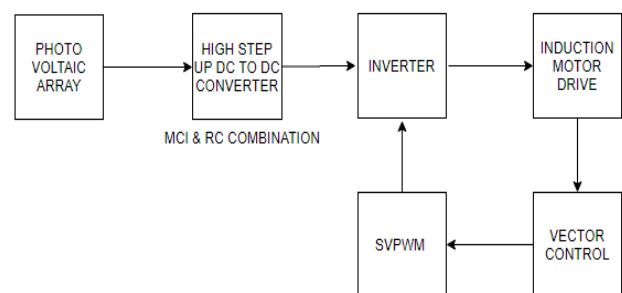 PHOTO
VOLTAIC
ARRAY
HIGH STEP
UP DC TO DC
CONVERTER
MCI & RC COMBINATION
INVERTER
INDUCTION
MOTOR
DRIVE
SVPWM
VECTOR
CONTROL